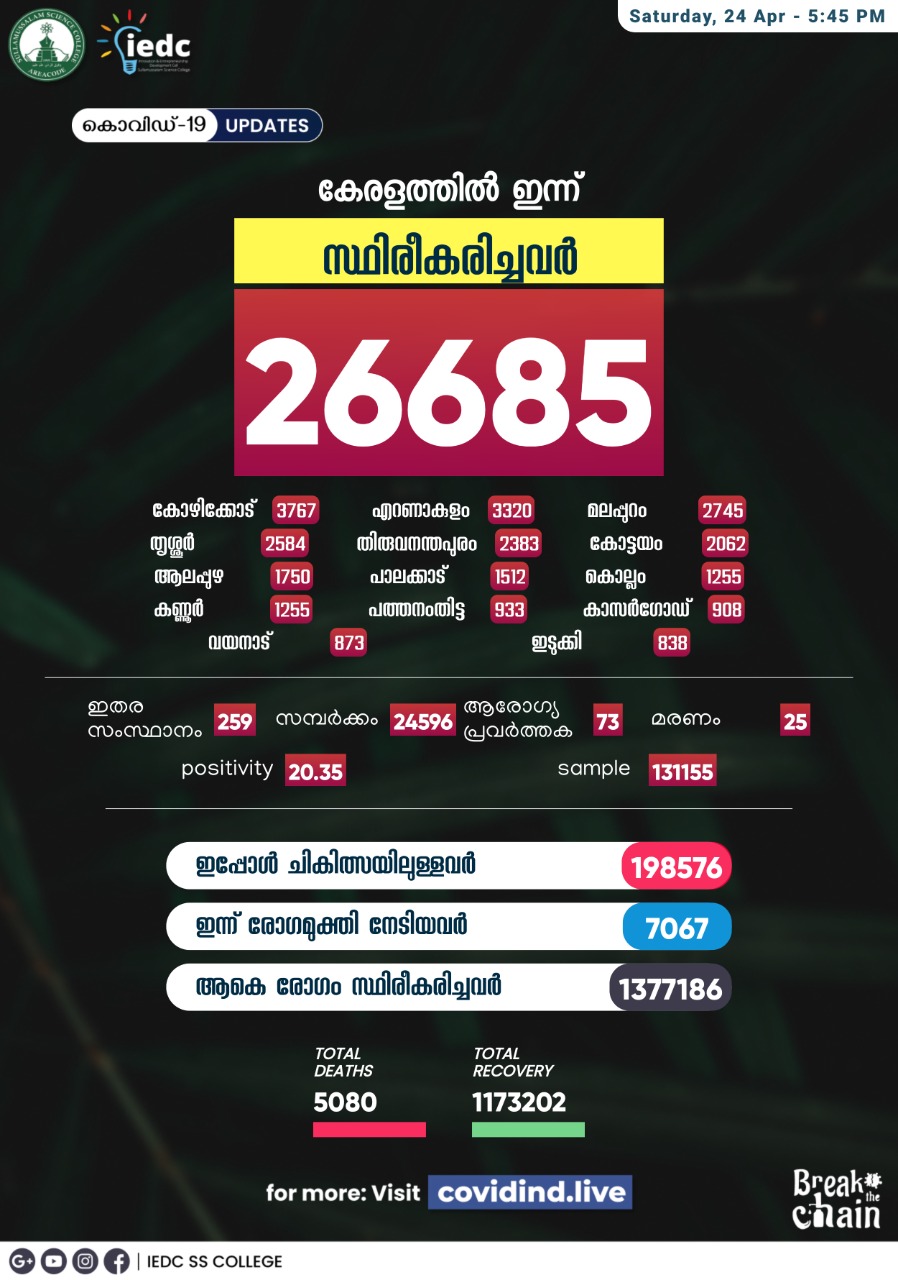 Saturday, 24 Apr - 5:45 PM
SULLAMUSSALAM SCIENCE COLLEGE
AREACODE
iedc
കൊവിഡ്-19 UPDATES
കേരളത്തിൽ ഇന്ന്
സ്ഥിരീകരിച്ചവർ
26685
കോഴിക്കോട് 3767 എറണാകുളം 3320 മലപ്പുറം 2745
തൃശ്ശൂർ 2584 തിരുവനന്തപുരം 2383 കോട്ടയം 2062
ആലപ്പുഴ 1750 പാലക്കാട് 1512 കൊല്ലം 1255
കണ്ണൂർ 1255 പത്തനംതിട്ട 933 കാസർഗോഡ് 908
വയനാട് 873 ഇടുക്കി 838
ഇതര സംസ്ഥാനം 259 സമ്പർക്കം 24596 ആരോഗ്യ പ്രവർത്തക 73 മരണം 25
positivity 20.35 sample 131155
ഇപ്പോൾ ചികിത്സയിലുള്ളവർ 198576
ഇന്ന് രോഗമുക്തി നേടിയവർ 7067
ആകെ രോഗം സ്ഥിരീകരിച്ചവർ 1377186
TOTAL DEATHS
5080
TOTAL RECOVERY
1173202
for more: Visit covidind.live
Break the chain
IEDC SS COLLEGE